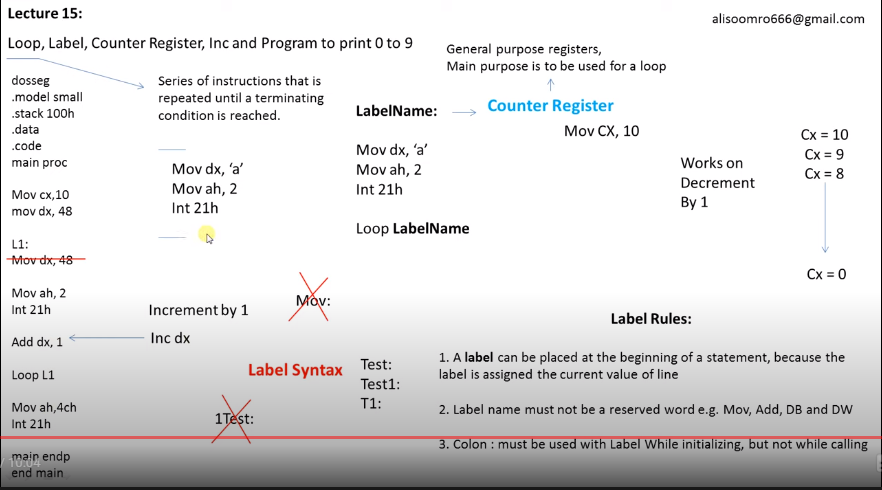 Lecture 15:
alisoomro666@gmail.com
Loop, Label, Counter Register, Inc and Program to print 0 to 9
dosseg
.model small
.stack 100h
.data
.code
main proc
Mov cx,10
mov dx, 48
L1:
Mov dx, 48
Mov ah, 2
Int 21h
Add dx, 1
Loop L1
Mov ah,4ch
Int 21h
main endp
end main
/ 10:04
Series of instructions that is
repeated until a terminating
condition is reached.
Mov dx, ‘a’
Mov ah, 2
Int 21h
Increment by 1
Inc dx
Mov:
LabelName:
Mov dx, ‘a’
Mov ah, 2
Int 21h
Loop LabelName
General purpose registers,
Main purpose is to be used for a loop
Counter Register
Mov CX, 10
Works on
Decrement
By 1
Cx = 10
Cx = 9
Cx = 8
Cx = 0
Label Syntax
Test:
Test1:
T1:
1Test:
Label Rules:
1. A label can be placed at the beginning of a statement, because the
label is assigned the current value of line
2. Label name must not be a reserved word e.g. Mov, Add, DB and DW
3. Colon : must be used with Label While initializing, but not while calling